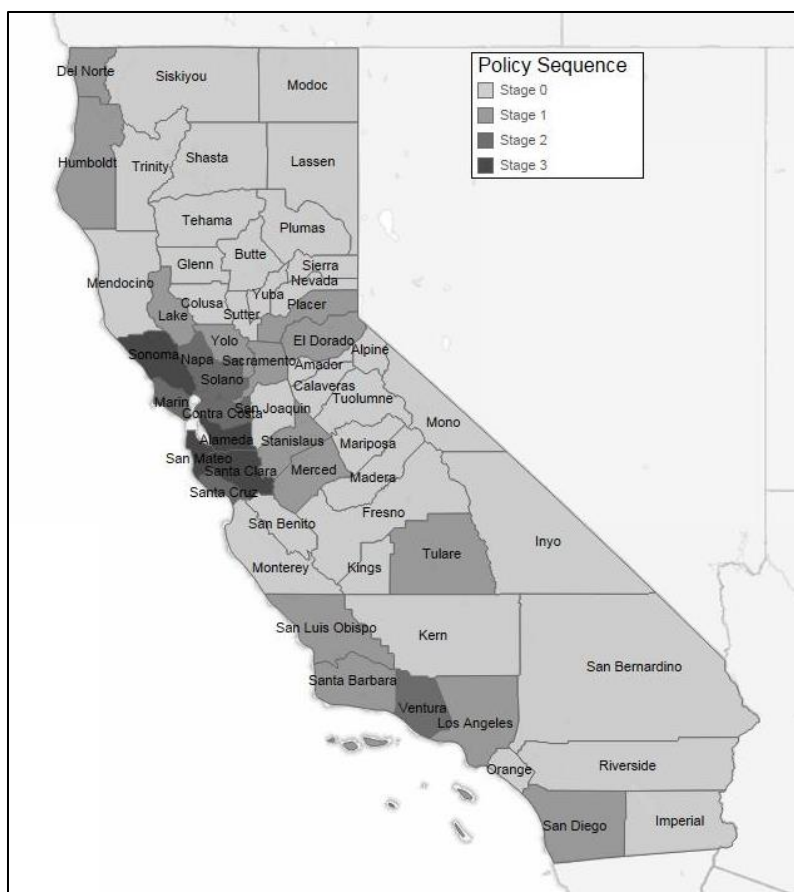 Policy Sequence
Stage 0
Stage 1
Stage 2
Stage 3
Del Norte
Siskiyou
Modoc
Humboldt
Trinity
Shasta
Lassen
Tehama
Plumas
Butte
Glenn
Sierra
Mendocino
Nevada
Colusa
Yuba
Placer
Lake
Sutter
Yolo
El Dorado
Sonoma
Napa
Sacramento
Alpine
Amador
Solano
Calaveras
Marin
Contra Costa
San Joaquin
Tuolumne
Mono
Alameda
Stanislaus
Mariposa
San Mateo
Santa Clara
Merced
Madera
Santa Cruz
Fresno
San Benito
Inyo
Tulare
Monterey
Kings
San Luis Obispo
Kern
San Bernardino
Santa Barbara
Ventura
Los Angeles
Orange
Riverside
San Diego
Imperial